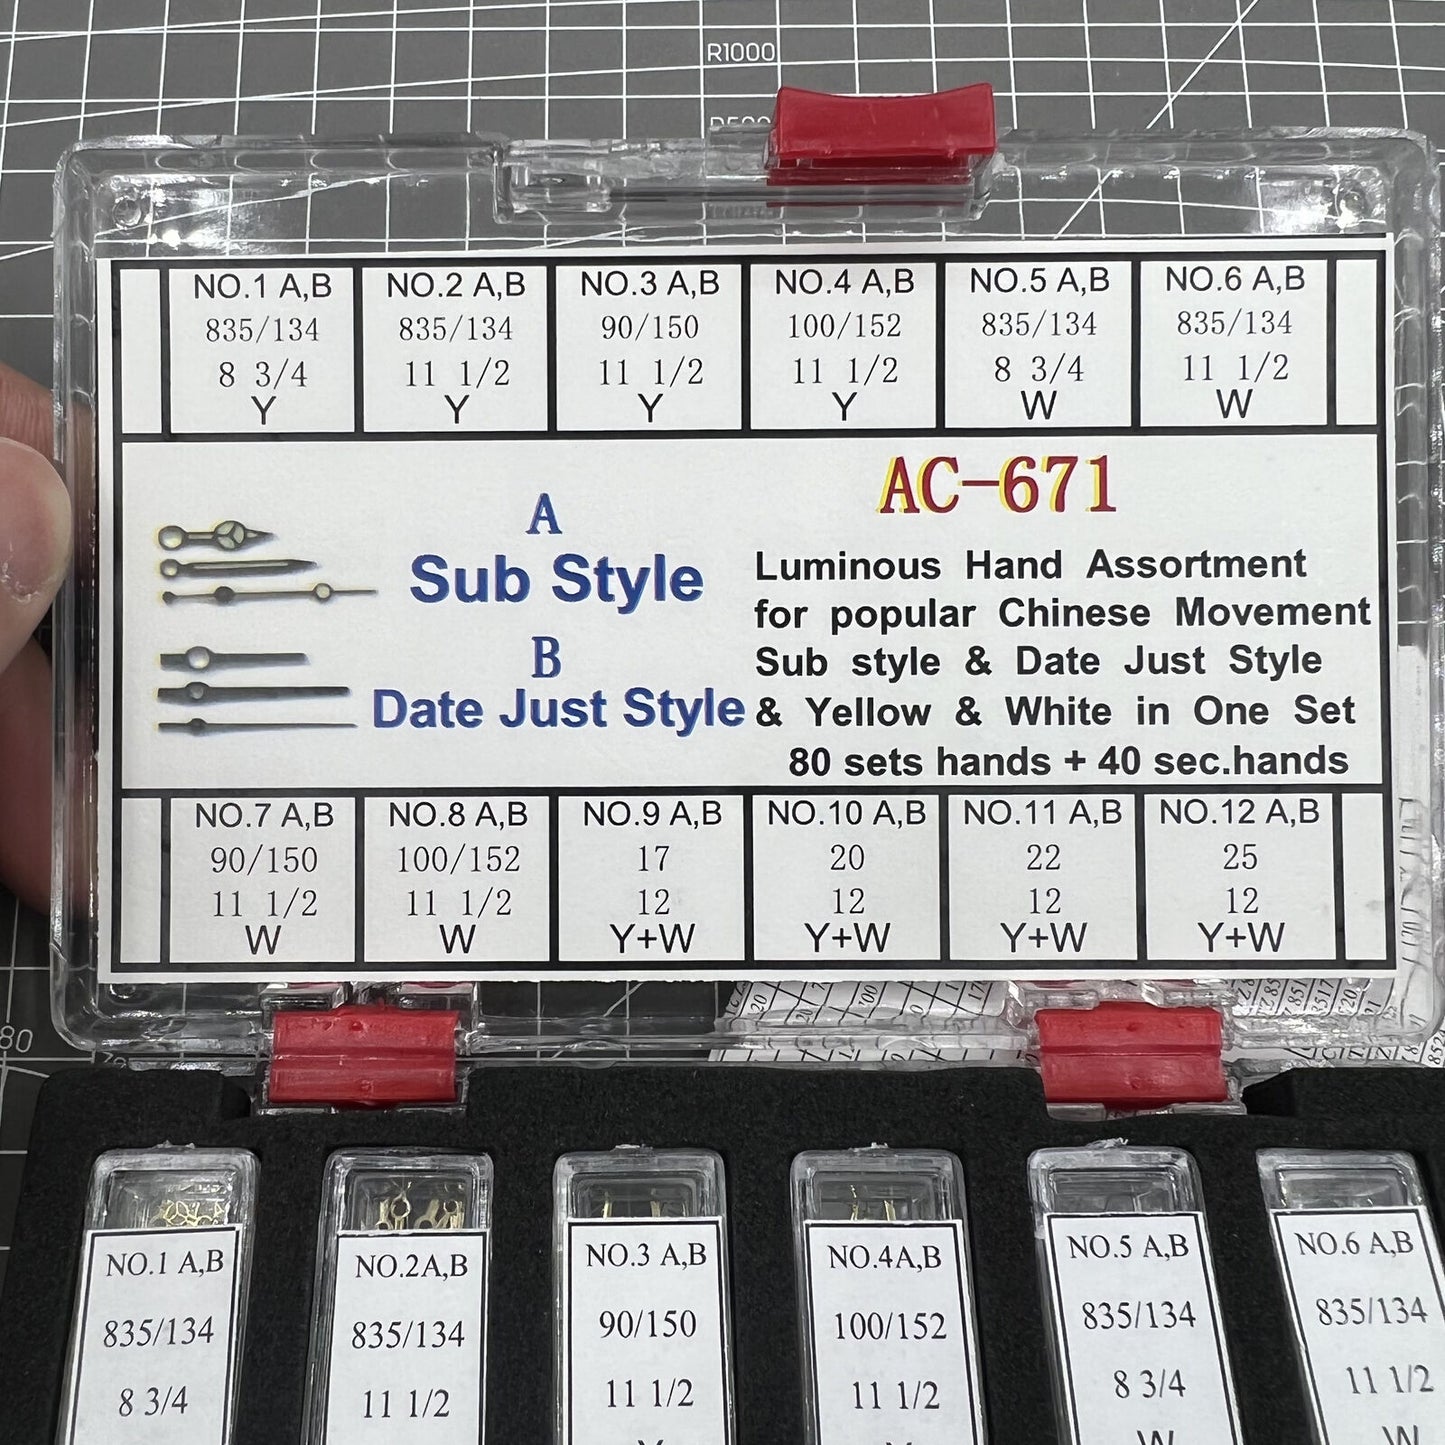 R1000
NO.1 A,B
835/134
8 3/4
Y
NO.2 A,B
835/134
11 1/2
Y
NO.3 A,B
90/150
11 1/2
Y
NO.4 A,B
100/152
11 1/2
Y
NO.5 A,B
835/134
8 3/4
W
NO.6 A,B
835/134
11 1/2
W
A
Sub Style
B
Date Just Style
AC-671
Luminous Hand Assortment
for popular Chinese Movement
Sub style & Date Just Style
& Yellow & White in One Set
80 sets hands + 40 sec.hands
NO.7 A,B
90/150
11 1/2
W
NO.8 A,B
100/152
11 1/2
W
NO.9 A,B
17
12
Y+W
NO.10 A,B
20
12
Y+W
NO.11 A,B
22
12
Y+W
NO.12 A,B
25
12
Y+W
80
NO.1 A,B
835/134
8 3/4
NO.2A,B
835/134
11 1/2
NO.3 A,B
90/150
11 1/2
NO.4A,B
100/152
11 1/2
NO.5 A,B
835/134
8 3/4
W
NO.6 A,B
835/134
11 1/2
W